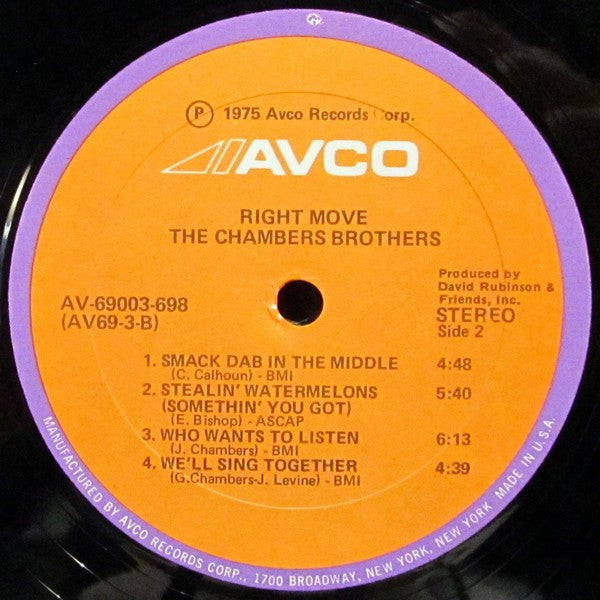 Ⓟ 1975 Avco Records Corp.
AVCO
RIGHT MOVE
THE CHAMBERS BROTHERS
AV-69003-698
(AV69-3-B)
Produced by
David Rubinson &
Friends, Inc.
STEREO
Side 2
1. SMACK DAB IN THE MIDDLE 4:48
(C. Calhoun) - BMI
2. STEALIN' WATERMELONS 5:40
(SOMETHIN' YOU GOT)
(E. Bishop) - ASCAP
3. WHO WANTS TO LISTEN 6:13
(J. Chambers) - BMI
4. WE'LL SING TOGETHER 4:39
(G.Chambers-J. Levine) - BMI
MANUFACTURED BY AVCO RECORDS CORP., 1700 BROADWAY, NEW YORK, NEW YORK MADE IN U.S.A.